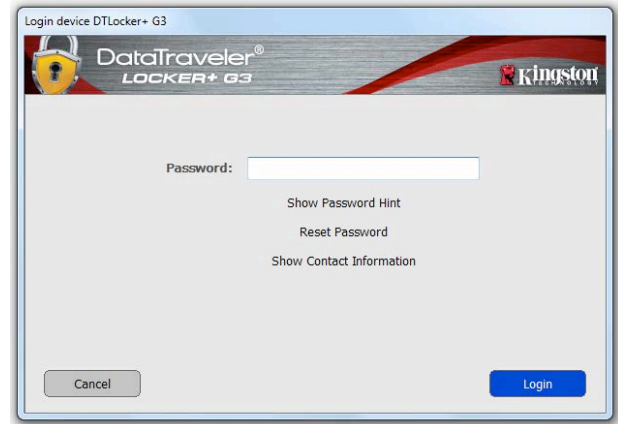 Login device DTLocker+ G3
DataTraveler®
LOCKER+ G3
Kingston
TECHNOLOGY
Password:
Show Password Hint
Reset Password
Show Contact Information
Cancel
Login